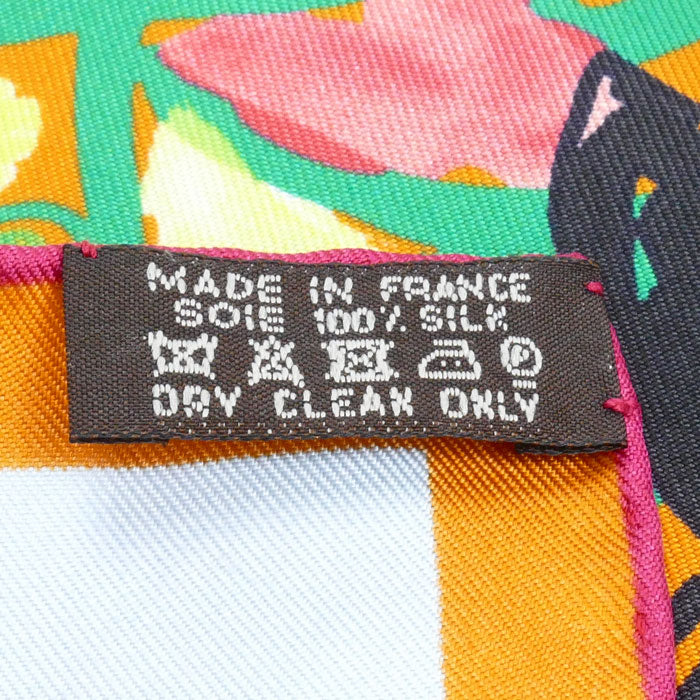 MADE IN FRANCE
SOIE 100% SILK
P
DRY CLEAN ONLY